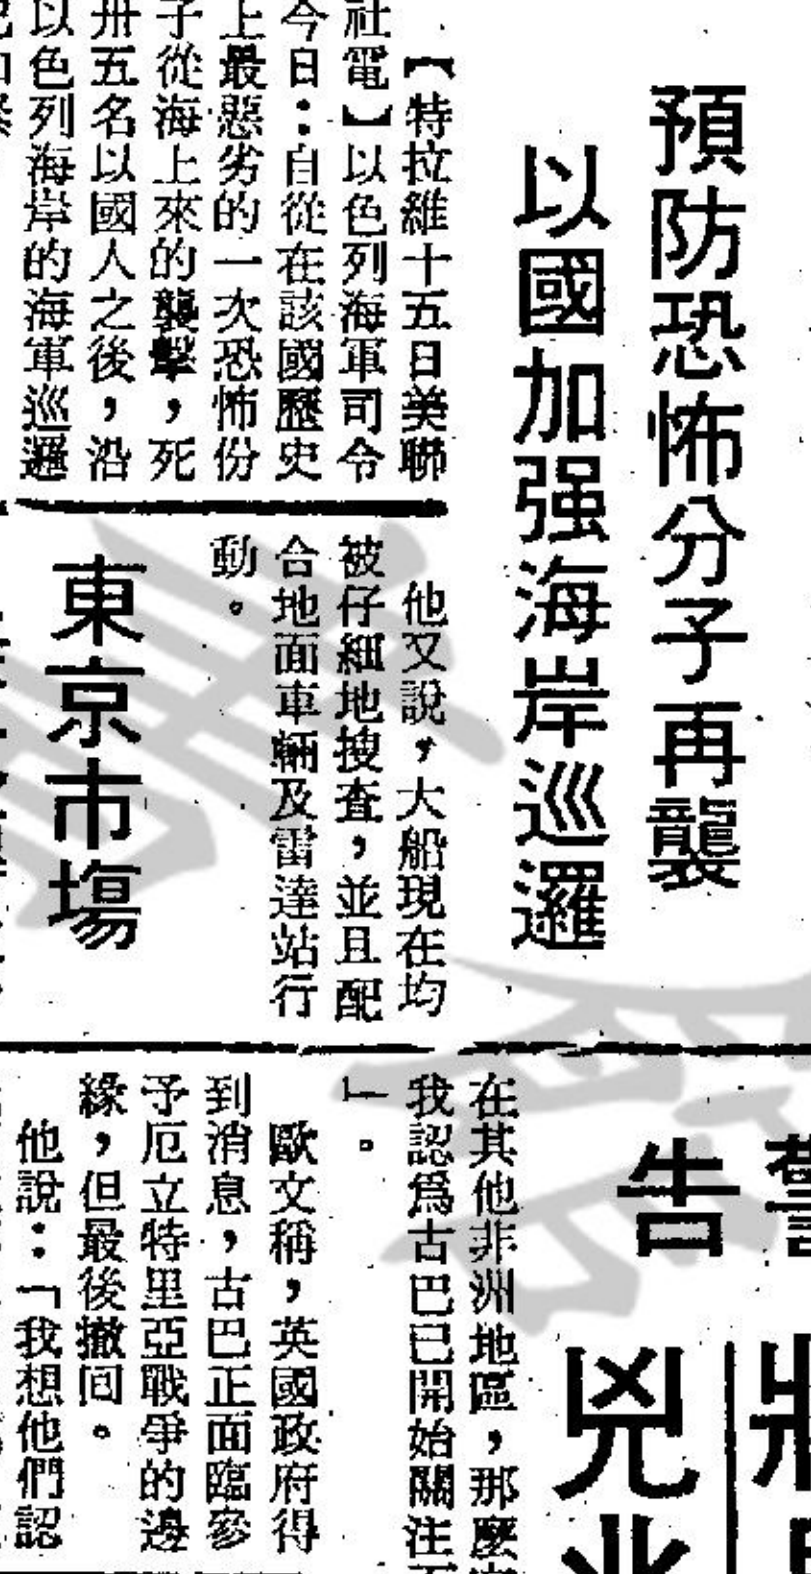 預防恐怖分子再襲
以國加强海岸巡邏
【特拉維十五日美聯
社電】以色列海軍司令
今日：自從在該國歷史
上最惡劣的一次恐怖份
子從海上來的襲擊，死
卅五名以國人之後，沿
以色列海岸的海軍巡邏
他又說，大船現在均
被仔細地搜查，並且配
合地面車輛及雷達站行
動。
東京市塲
警
告
兇
在其他非洲地區，那麼
我認爲古巴已開始關注
」。
歐文稱，英國政府得
到消息，古巴正面臨參
予厄立特里亞戰爭的邊
緣，但最後撤回。
他說：「我想他們認